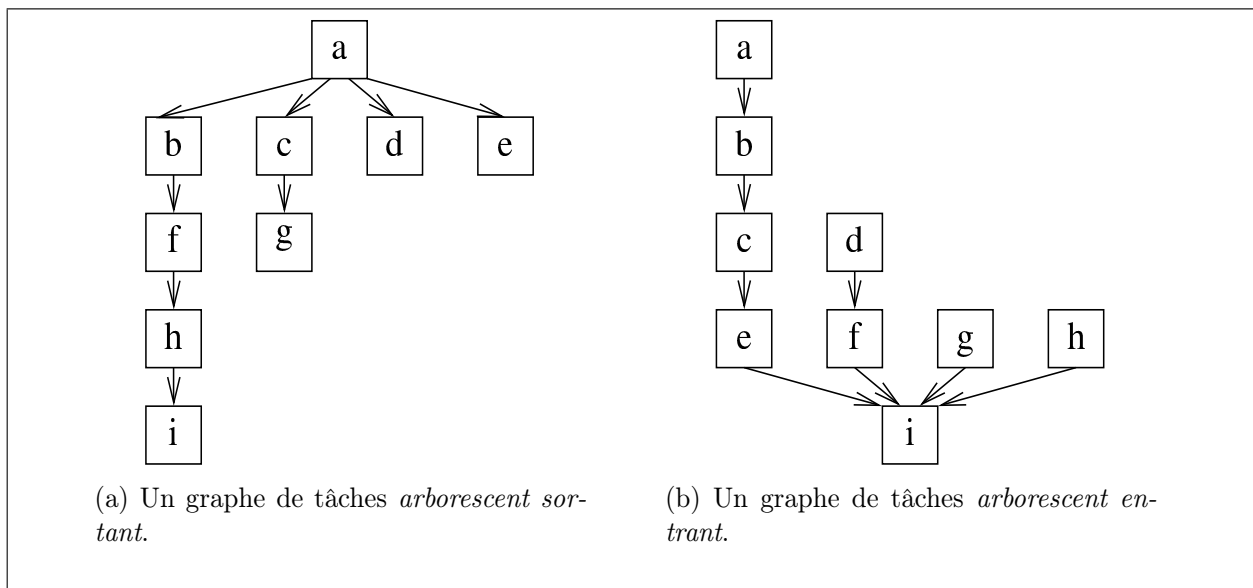 a
b c d e
f g
h
i
(a) Un graphe de tâches arborescent sor-
tant.
a
b
c d
e f g h
i
(b) Un graphe de tâches arborescent en-
trant.